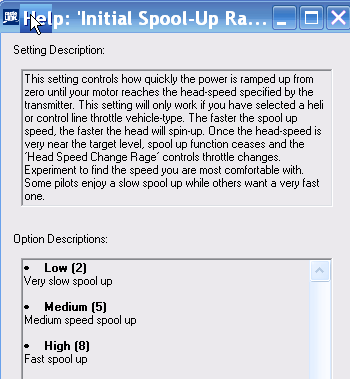 Help: 'Initial Spool-Up Ra...
Setting Description:
This setting controls how quickly the power is ramped up from
zero until your motor reaches the head-speed specified by the
transmitter. This setting will only work if you have selected a heli
or control line throttle vehicle-type. The faster the spool up
speed, the faster the head will spin-up. Once the head-speed is
very near the target level, spool up function ceases and the
'Head Speed Change Rage' controls throttle changes.
Experiment to find the speed you are most comfortable with.
Some pilots enjoy a slow spool up while others want a very fast
one.
Option Descriptions:
• Low (2)
Very slow spool up
• Medium (5)
Medium speed spool up
• High (8)
Fast spool up